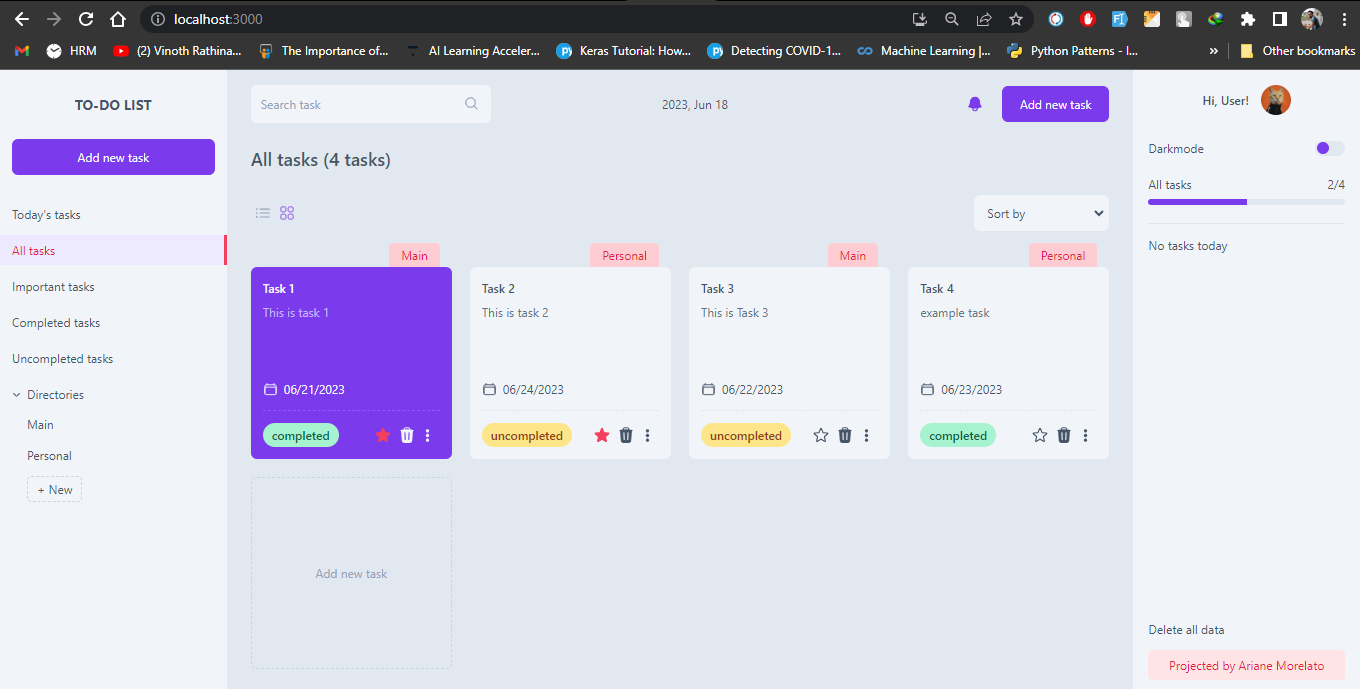 localhost:3000
HRM
(2) Vinoth Rathina...
The Importance of...
AI Learning Acceler...
Keras Tutorial: How...
Detecting COVID-1...
Machine Learning |...
Python Patterns - I...
»
Other bookmarks
TO-DO LIST
Add new task
Today's tasks
All tasks
Important tasks
Completed tasks
Uncompleted tasks
Directories
Main
Personal
+ New
Search task
2023, Jun 18
Add new task
All tasks (4 tasks)
Sort by
Main
Task 1
This is task 1
06/21/2023
completed
Personal
Task 2
This is task 2
06/24/2023
uncompleted
Main
Task 3
This is Task 3
06/22/2023
uncompleted
Personal
Task 4
example task
06/23/2023
completed
Add new task
Hi, User!
Darkmode
All tasks 2/4
No tasks today
Delete all data
Projected by Ariane Morelato